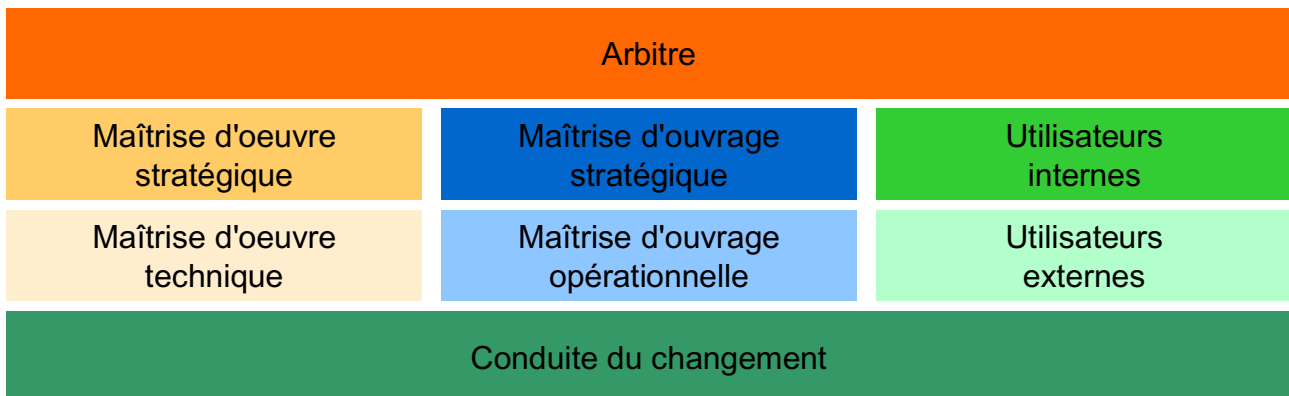 Arbitre
Maîtrise d'oeuvre
stratégique
Maîtrise d'ouvrage
stratégique
Utilisateurs
internes
Maîtrise d'oeuvre
technique
Maîtrise d'ouvrage
opérationnelle
Utilisateurs
externes
Conduite du changement